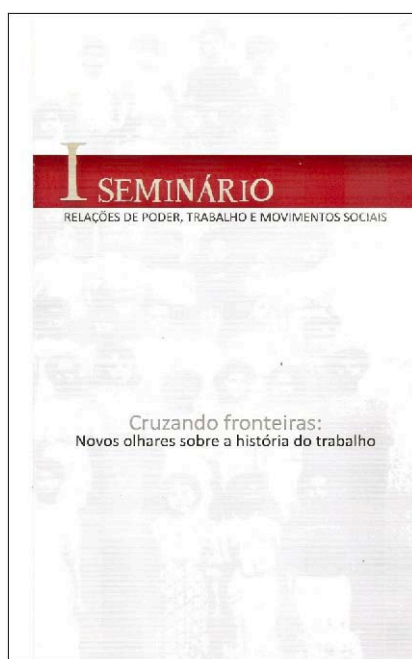 I SEMINÁRIO
RELAÇÕES DE PODER, TRABALHO E MOVIMENTOS SOCIAIS
Cruzando fronteiras:
Novos olhares sobre a história do trabalho